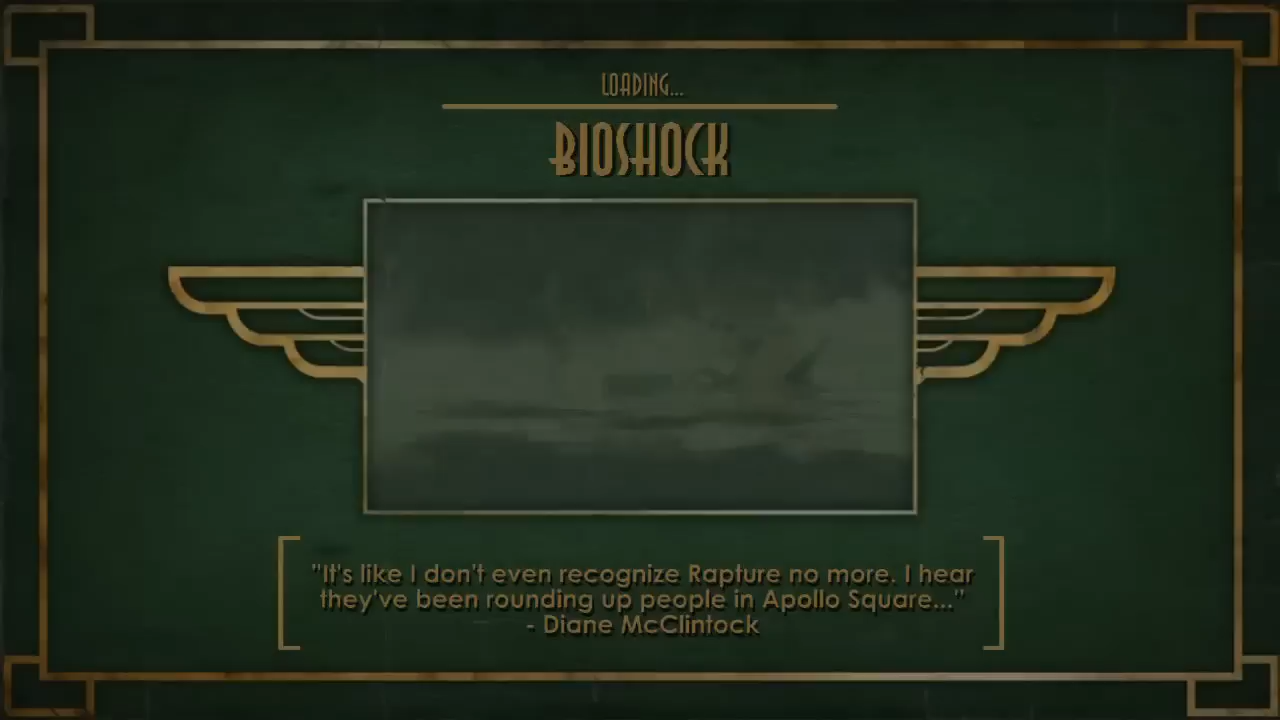 LOADING...
BIOSHOCK
"It's like I don't even recognize Rapture no more. I hear
they've been rounding up people in Apollo Square..."
- Diane McClintock